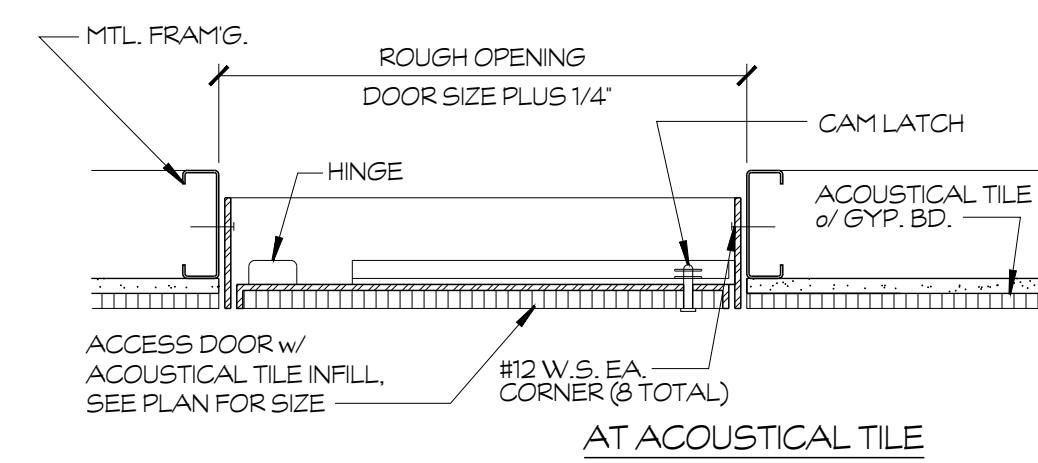 MTL. FRAM'G.
ROUGH OPENING
DOOR SIZE PLUS 1/4"
CAM LATCH
HINGE
ACOUSTICAL TILE
o/ GYP. BD.
ACCESS DOOR w/
ACOUSTICAL TILE INFILL,
SEE PLAN FOR SIZE
#12 W.S. EA.
CORNER (8 TOTAL)
AT ACOUSTICAL TILE